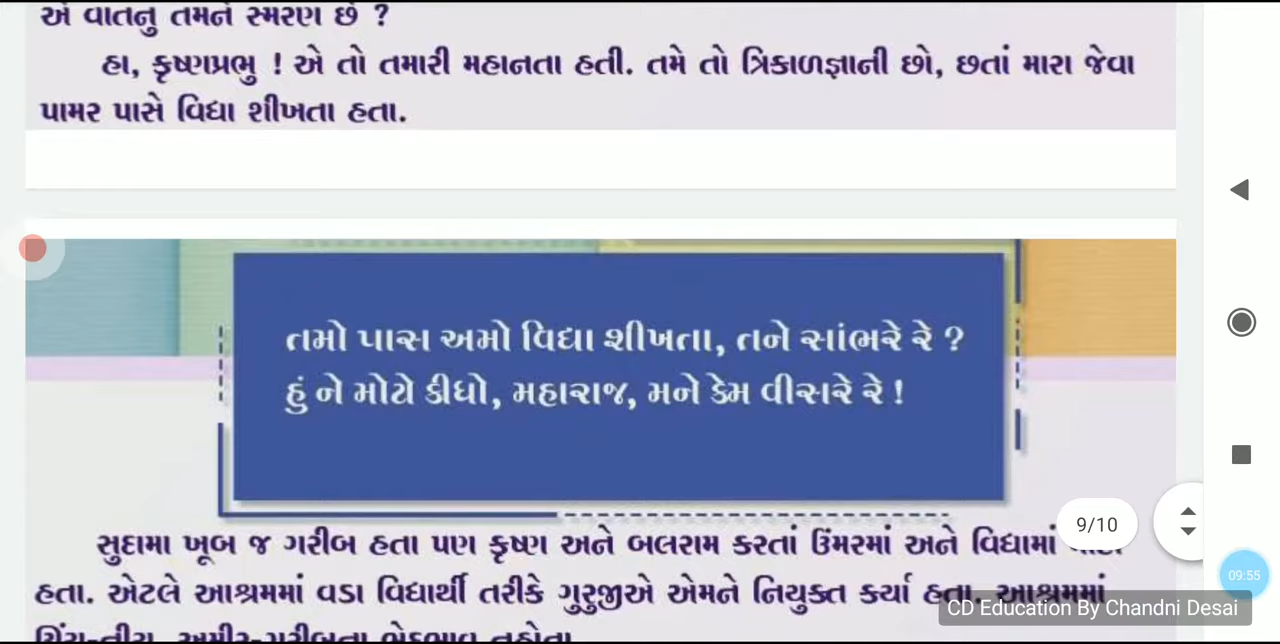 એ વાતનુ તમને સ્મરણ છે ?
હા, કૃષ્ણપ્રભુ ! એ તો તમારી મહાનતા હતી. તમે તો ત્રિકાળજ્ઞાની છો, છતાં મારા જેવા
પામર પાસે વિદ્યા શીખતા હતા.
તમો પાસ અમો વિદ્યા શીખતા, તને સાંભરે રે ?
હું ને મોટો કીધો, મહારાજ, મને કેમ વીસરે રે !
9/10
સુદામા ખૂબ જ ગરીબ હતા પણ કૃષ્ણ અને બલરામ કરતાં ઉંમરમાં અને વિદ્યામાં
09:55
હતા. એટલે આશ્રમમાં વડા વિદ્યાર્થી તરીકે ગુરુજીએ એમને નિયુક્ત કર્યા હતા. આશ્રમમાં
CD Education By Chandni Desai